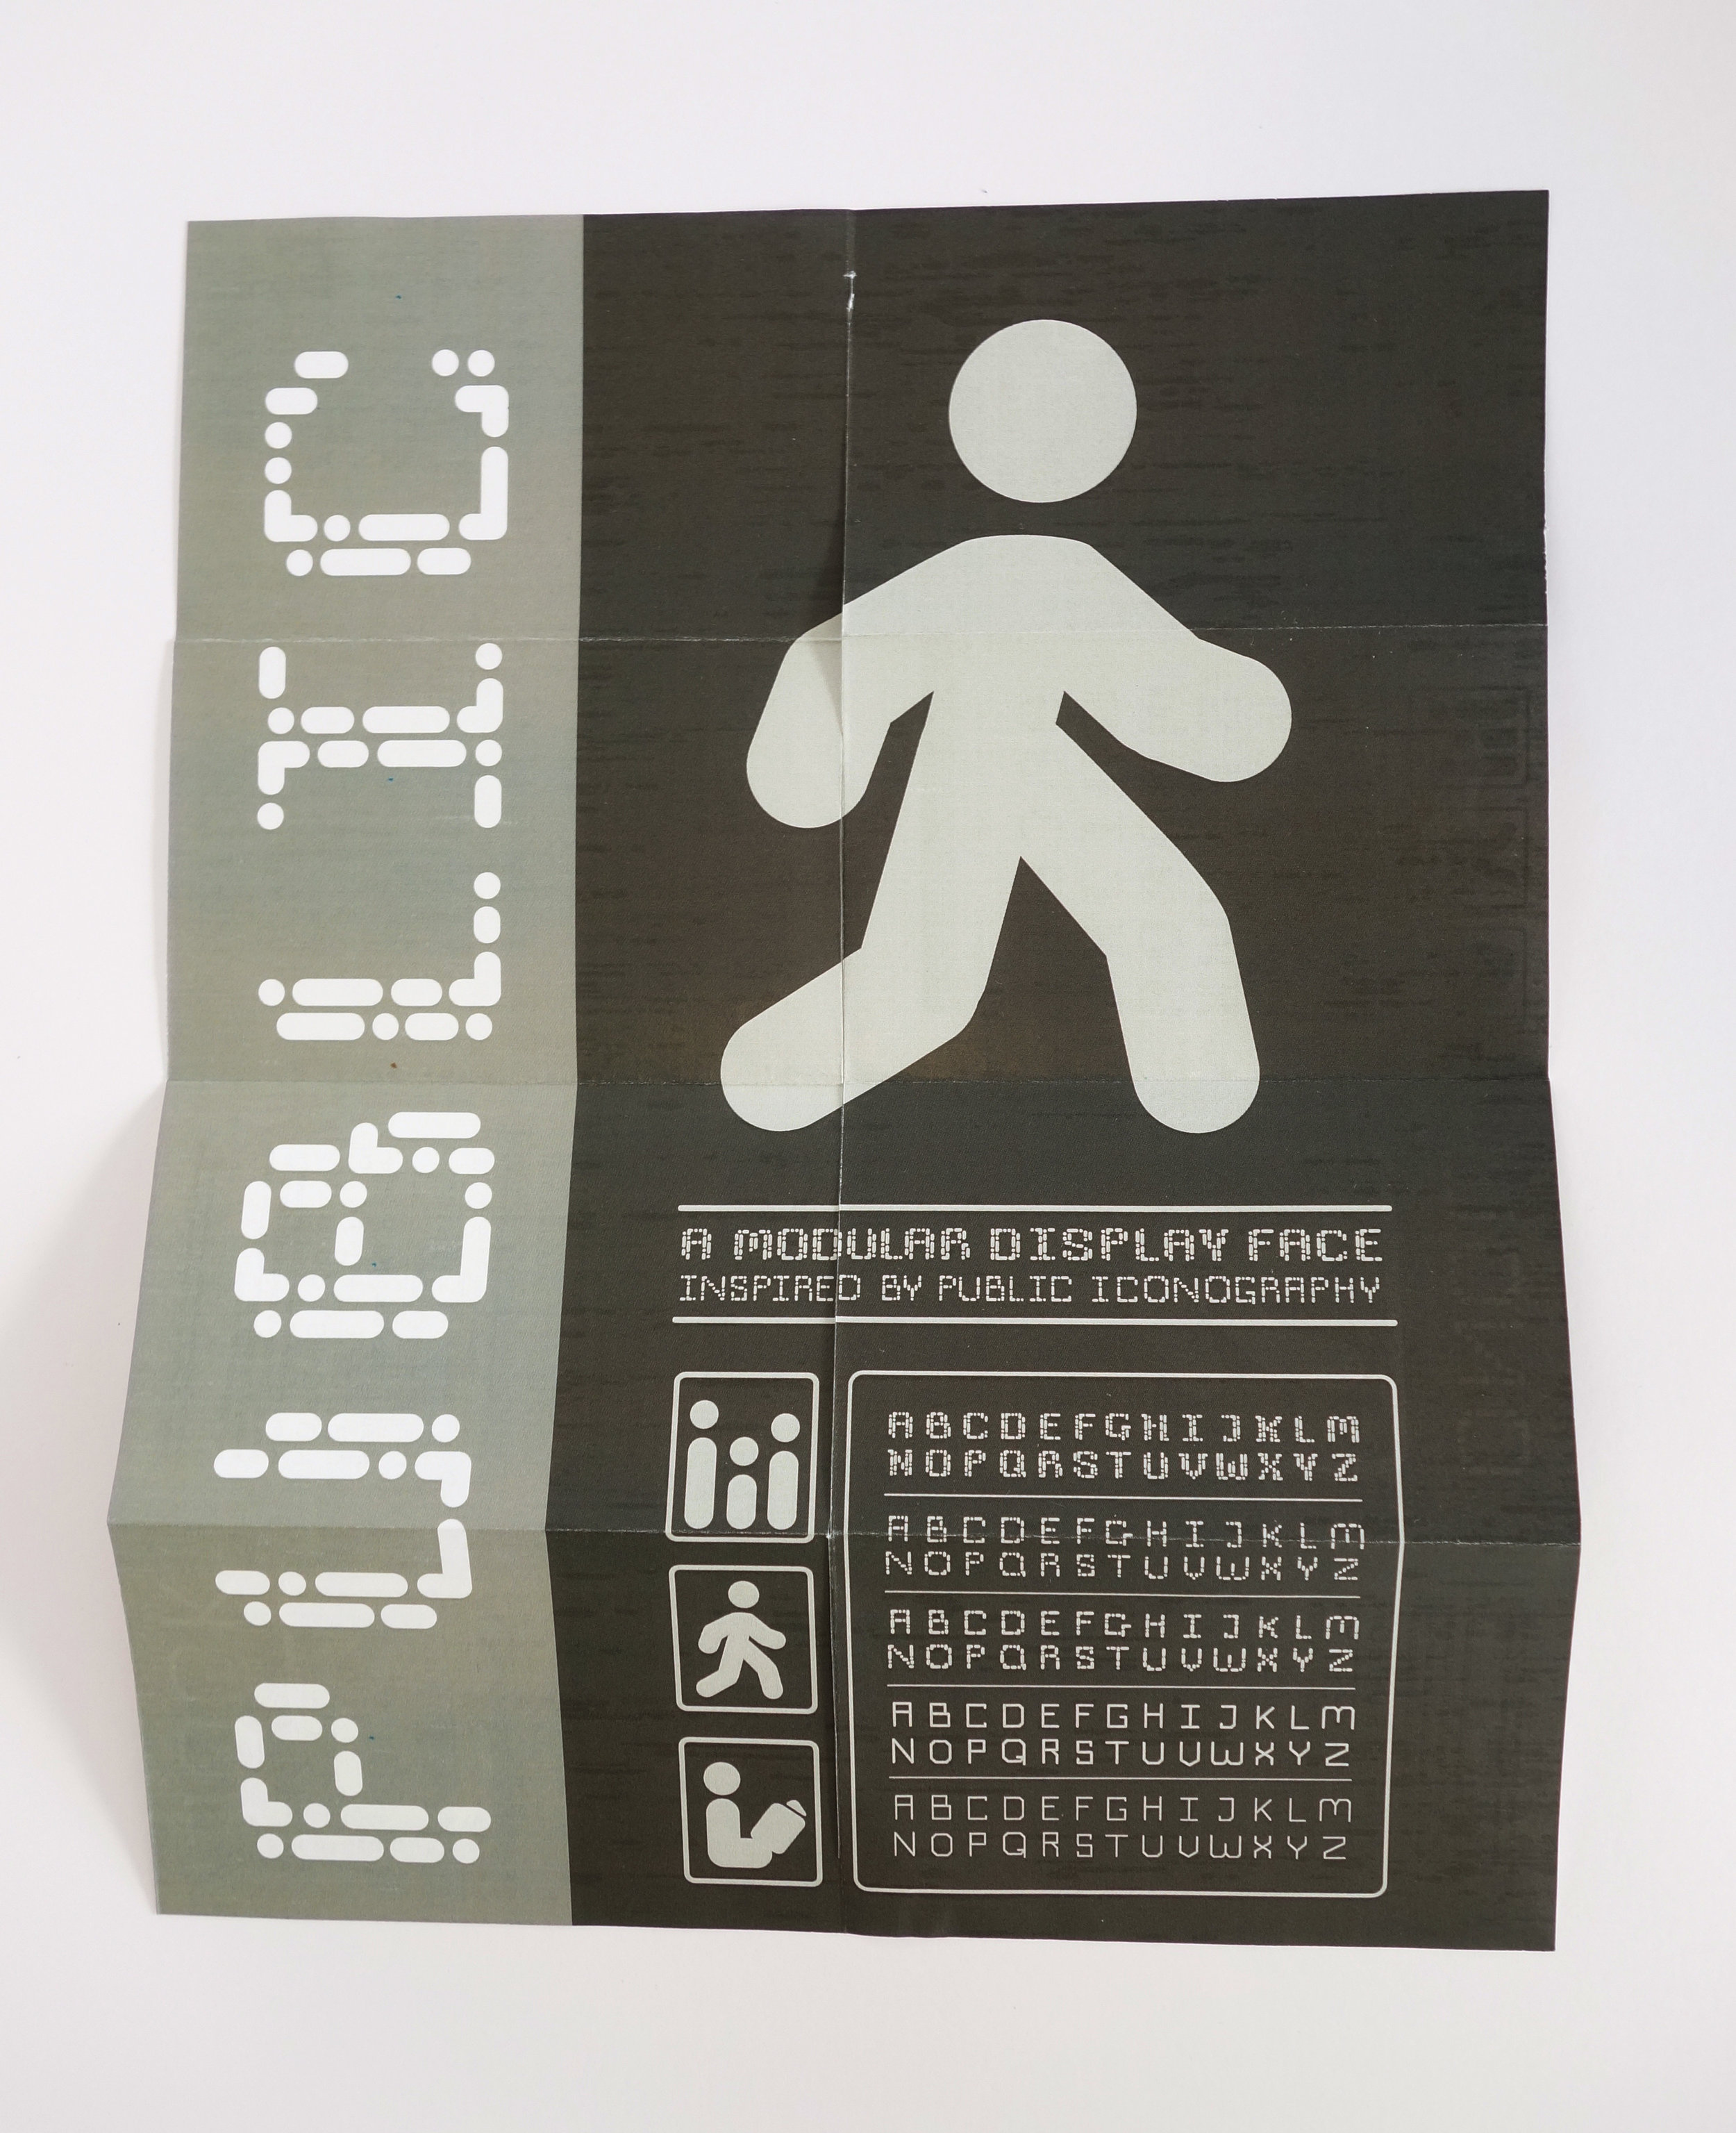 PUBLIC
A MODULAR DISPLAY FACE
INSPIRED BY PUBLIC ICONOGRAPHY
ABCDEFGHIJKLM
NOPQRSTUVWXYZ
ABCDEFGHIJKLM
NOPQRSTUVWXYZ
ABCDEFGHIJKLM
NOPQRSTUVWXYZ
ABCDEFGHIJKLM
NOPQRSTUVWXYZ
ABCDEFGHIJKLM
NOPQRSTUVWXYZ